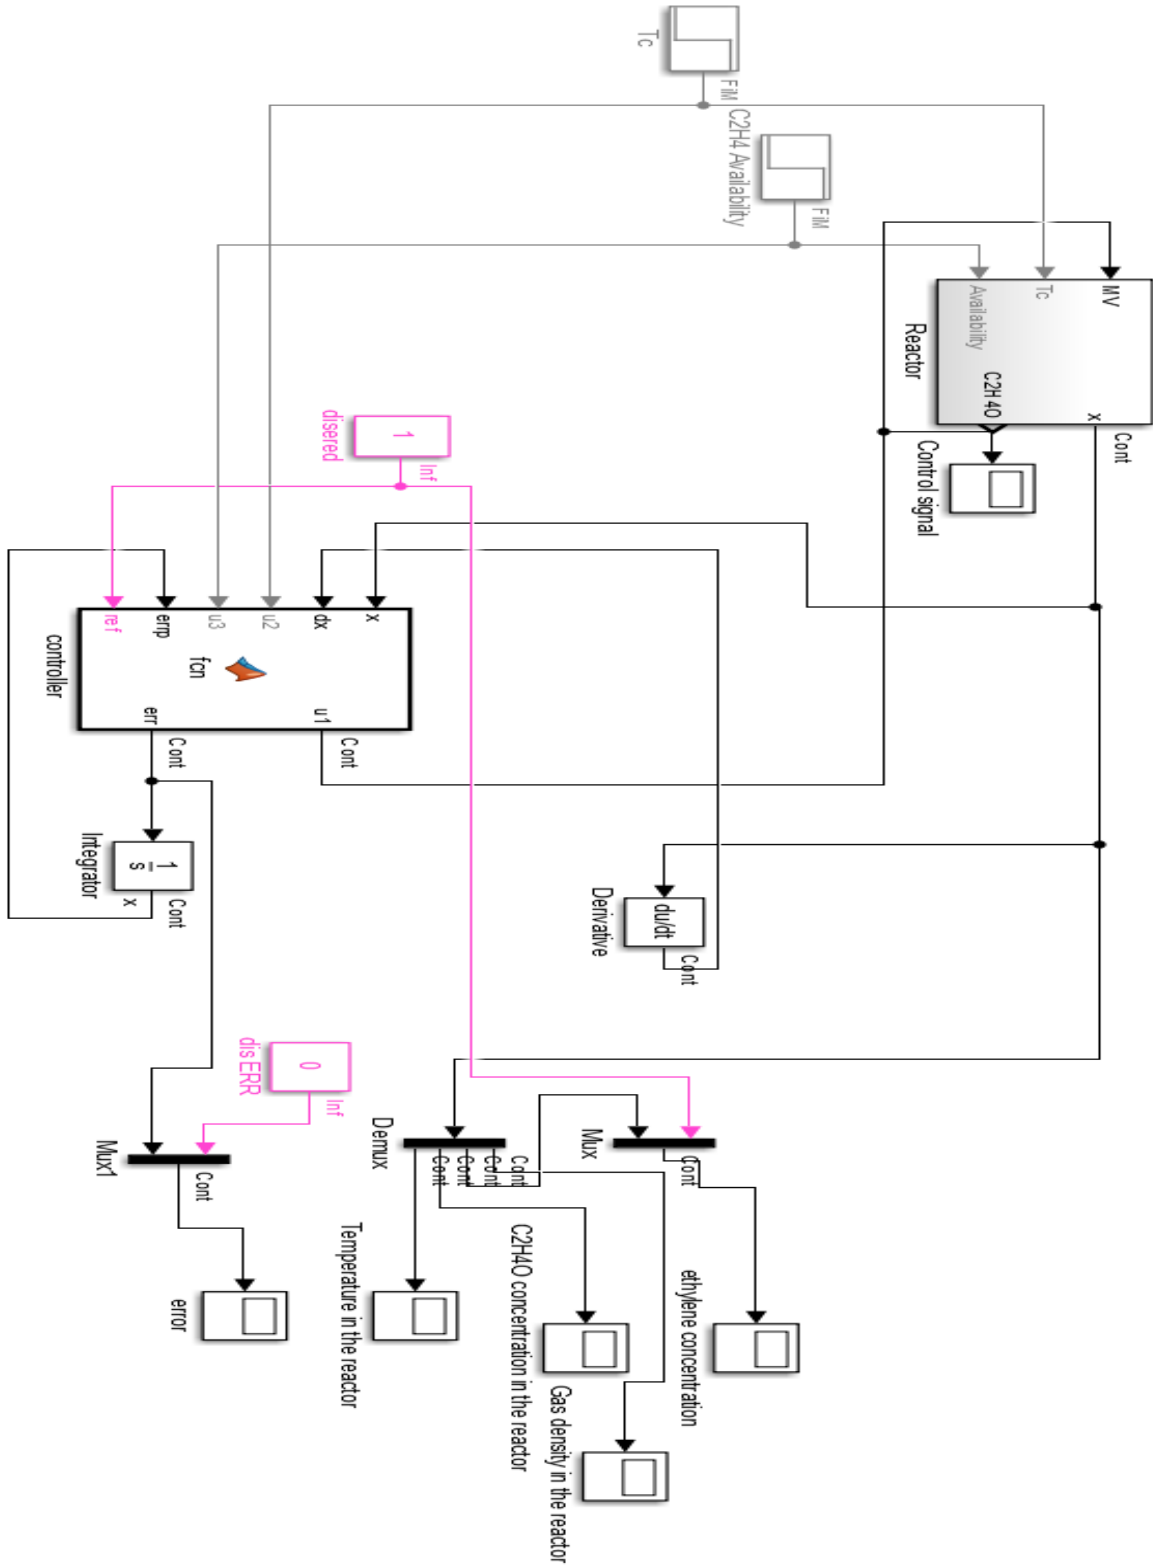 Tc
FiM
C2H4 Availability
FiM
MV
Tc
Availability
C2H4O
x
Reactor
Cont
Control signal
1
disered
Inf
x
dx
u2
u3
errp
ref
fcn
u1
err
controller
Cont
Cont
1
s
x
Integrator
Cont
du/dt
Derivative
Cont
0
dis ERR
Inf
Mux1
Cont
Demux
Cont
Cont
Cont
Cont
Mux
Cont
ethylene concentration
Gas density in the reactor
C2H4O concentration in the reactor
Temperature in the reactor
error